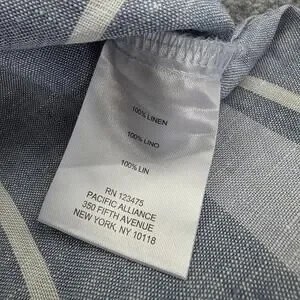 100% LINEN
100% LINO
100% LIN
RN 123475
PACIFIC ALLIANCE
350 FIFTH AVENUE
NEW YORK, NY 10118